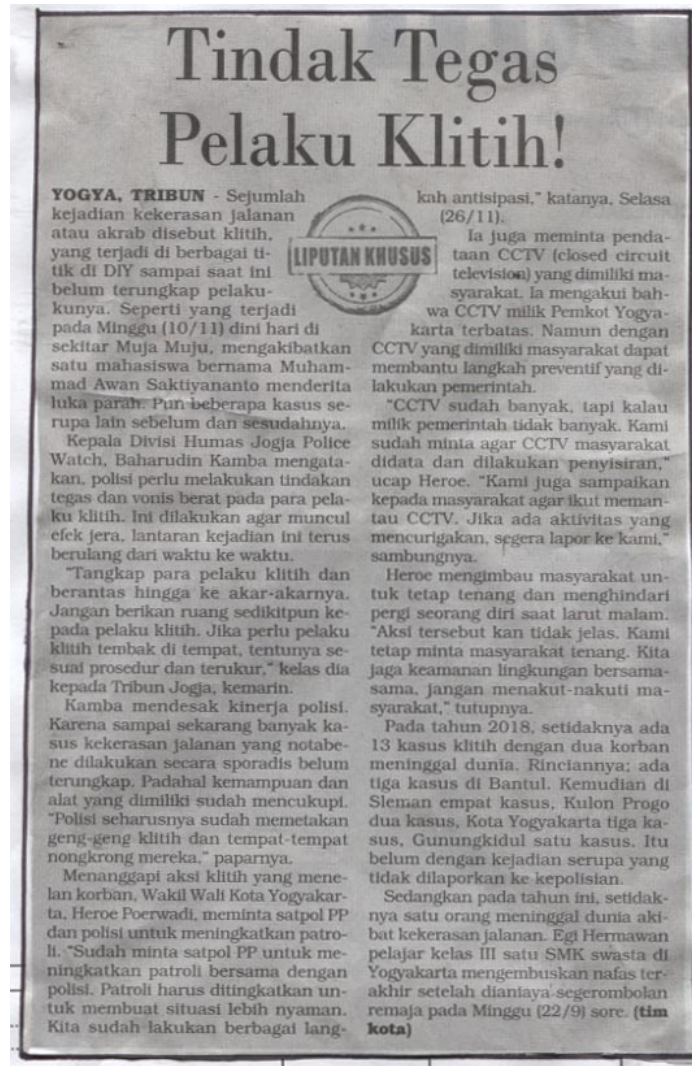 Tindak Tegas
Pelaku Klitih!
YOGYA, TRIBUN - Sejumlah
kejadian kekerasan jalanan
atau akrab disebut klitih,
yang terjadi di berbagai ti-
tik di DIY sampai saat ini
belum terungkap pelaku-
kunya. Seperti yang terjadi
pada Minggu (10/11) dini hari di
sekitar Muja Muju, mengakibatkan
satu mahasiswa bernama Muham-
mad Awan Saktiyananto menderita
luka parah. Pun beberapa kasus se-
rupa lain sebelum dan sesudahnya.
Kepala Divisi Humas Jogja Police
Watch, Baharudin Kamba mengata-
kan, polisi perlu melakukan tindakan
tegas dan vonis berat pada para pela-
ku klitih. Ini dilakukan agar muncul
efek jera, lantaran kejadian ini terus
berulang dari waktu ke waktu.
"Tangkap para pelaku klitih dan
berantas hingga ke akar-akarnya.
Jangan berikan ruang sedikitpun ke-
pada pelaku klitih. Jika perlu pelaku
klitih tembak di tempat, tentunya se-
suai prosedur dan terukur," kelas dia
kepada Tribun Jogja, kemarin.
Kamba mendesak kinerja polisi.
Karena sampai sekarang banyak ka-
sus kekerasan jalanan yang notabe-
ne dilakukan secara sporadis belum
terungkap. Padahal kemampuan dan
alat yang dimiliki sudah mencukupi.
"Polisi seharusnya sudah memetakan
geng-geng klitih dan tempat-tempat
nongkrong mereka," paparnya.
Menanggapi aksi klitih yang mene-
lan korban, Wakil Wali Kota Yogyakar-
ta, Heroe Poerwadi, meminta satpol PP
dan polisi untuk meningkatkan patro-
li. "Sudah minta satpol PP untuk me-
ningkatkan patroli bersama dengan
polisi. Patroli harus ditingkatkan un-
tuk membuat situasi lebih nyaman.
Kita sudah lakukan berbagai lang-
LIPUTAN KHUSUS
kah antisipasi," katanya, Selasa
(26/11).
Ia juga meminta penda-
taan CCTV (closed circuit
television) yang dimiliki ma-
syarakat. Ia mengakui bah-
wa CCTV milik Pemkot Yogya-
karta terbatas. Namun dengan
CCTV yang dimiliki masyarakat dapat
membantu langkah preventif yang di-
lakukan pemerintah.
"CCTV sudah banyak, tapi kalau
milik pemerintah tidak banyak. Kami
sudah minta agar CCTV masyarakat
didata dan dilakukan penyisiran,"
ucap Heroe. "Kami juga sampaikan
kepada masyarakat agar ikut meman-
tau CCTV. Jika ada aktivitas yang
mencurigakan, segera lapor ke kami,"
sambungnya.
Heroe mengimbau masyarakat un-
tuk tetap tenang dan menghindari
pergi seorang diri saat larut malam.
"Aksi tersebut kan tidak jelas. Kami
tetap minta masyarakat tenang. Kita
jaga keamanan lingkungan bersama-
sama, jangan menakut-nakuti ma-
syarakat," tutupnya.
Pada tahun 2018, setidaknya ada
13 kasus klitih dengan dua korban
meninggal dunia. Rinciannya; ada
tiga kasus di Bantul. Kemudian di
Sleman empat kasus, Kulon Progo
dua kasus, Kota Yogyakarta tiga ka-
sus, Gunungkidul satu kasus. Itu
belum dengan kejadian serupa yang
tidak dilaporkan ke kepolisian.
Sedangkan pada tahun ini, setidak-
nya satu orang meninggal dunia aki-
bat kekerasan jalanan. Egi Hermawan
pelajar kelas III satu SMK swasta di
Yogyakarta mengembuskan nafas ter-
akhir setelah dianiaya segerombolan
remaja pada Minggu (22/9) sore. (tim
kota)